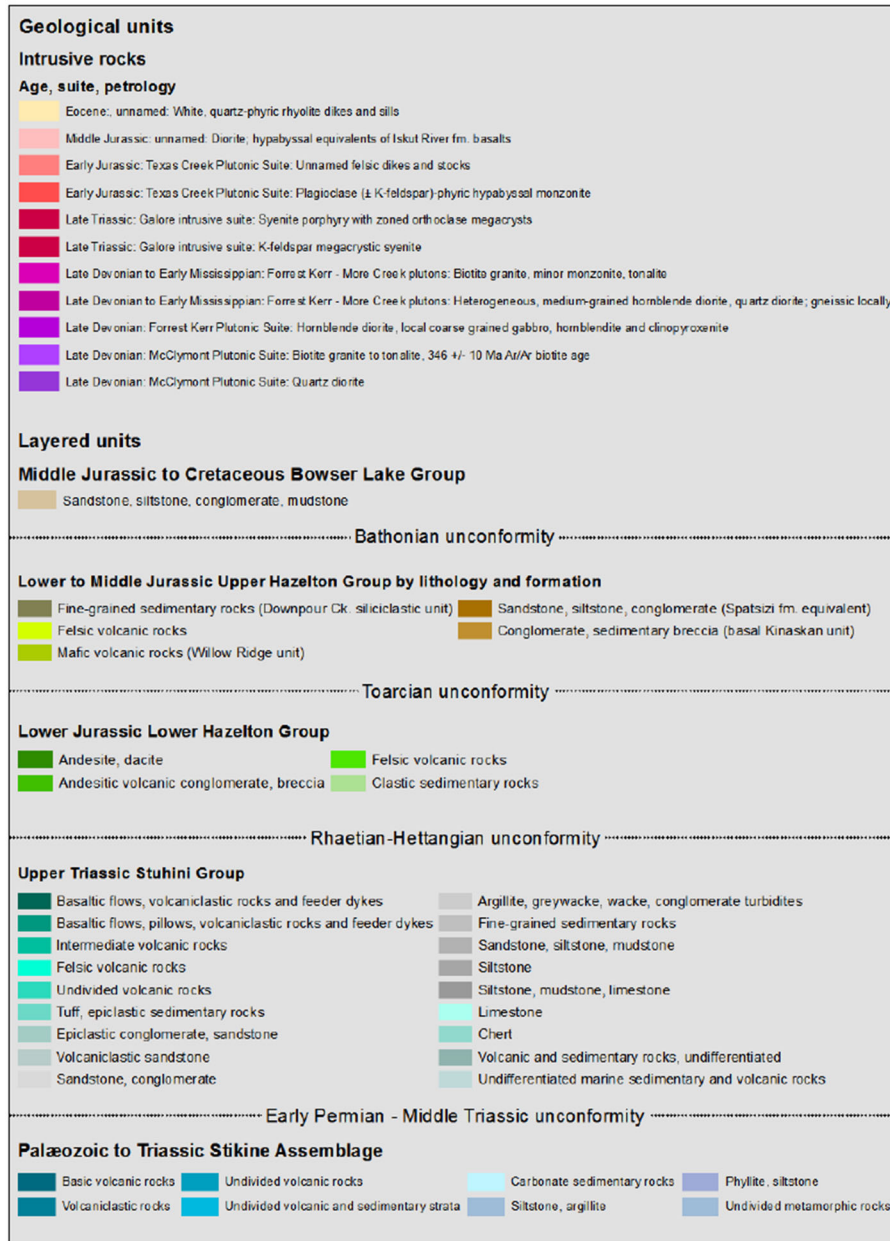 Geological units
Intrusive rocks
Age, suite, petrology
Eocene:, unnamed: White, quartz-phyric rhyolite dikes and sills
Middle Jurassic: unnamed: Diorite; hypabyssal equivalents of Iskut River fm. basalts
Early Jurassic: Texas Creek Plutonic Suite: Unnamed felsic dikes and stocks
Early Jurassic: Texas Creek Plutonic Suite: Plagioclase (± K-feldspar)-phyric hypabyssal monzonite
Late Triassic: Galore intrusive suite: Syenite porphyry with zoned orthoclase megacrysts
Late Triassic: Galore intrusive suite: K-feldspar megacrystic syenite
Late Devonian to Early Mississippian: Forrest Kerr - More Creek plutons: Biotite granite, minor monzonite, tonalite
Late Devonian to Early Mississippian: Forrest Kerr - More Creek plutons: Heterogeneous, medium-grained hornblende diorite, quartz diorite; gneissic locally
Late Devonian: Forrest Kerr Plutonic Suite: Hornblende diorite, local coarse grained gabbro, hornblendite and clinopyroxenite
Late Devonian: McClymont Plutonic Suite: Biotite granite to tonalite, 346 +/- 10 Ma Ar/Ar biotite age
Late Devonian: McClymont Plutonic Suite: Quartz diorite
Layered units
Middle Jurassic to Cretaceous Bowser Lake Group
Sandstone, siltstone, conglomerate, mudstone
Bathonian unconformity
Lower to Middle Jurassic Upper Hazelton Group by lithology and formation
Fine-grained sedimentary rocks (Downpour Ck. siliciclastic unit)
Felsic volcanic rocks
Mafic volcanic rocks (Willow Ridge unit)
Sandstone, siltstone, conglomerate (Spatsizi fm. equivalent)
Conglomerate, sedimentary breccia (basal Kinaskan unit)
Toarcian unconformity
Lower Jurassic Lower Hazelton Group
Andesite, dacite
Andesitic volcanic conglomerate, breccia
Felsic volcanic rocks
Clastic sedimentary rocks
Rhaetian-Hettangian unconformity
Upper Triassic Stuhini Group
Basaltic flows, volcaniclastic rocks and feeder dykes
Basaltic flows, pillows, volcaniclastic rocks and feeder dykes
Intermediate volcanic rocks
Felsic volcanic rocks
Undivided volcanic rocks
Tuff, epiclastic sedimentary rocks
Epiclastic conglomerate, sandstone
Volcaniclastic sandstone
Sandstone, conglomerate
Argillite, greywacke, wacke, conglomerate turbidites
Fine-grained sedimentary rocks
Sandstone, siltstone, mudstone
Siltstone
Siltstone, mudstone, limestone
Limestone
Chert
Volcanic and sedimentary rocks, undifferentiated
Undifferentiated marine sedimentary and volcanic rocks
Early Permian - Middle Triassic unconformity
Palæozoic to Triassic Stikine Assemblage
Basic volcanic rocks
Volcaniclastic rocks
Undivided volcanic rocks
Undivided volcanic and sedimentary strata
Carbonate sedimentary rocks
Siltstone, argillite
Phyllite, siltstone
Undivided metamorphic rocks